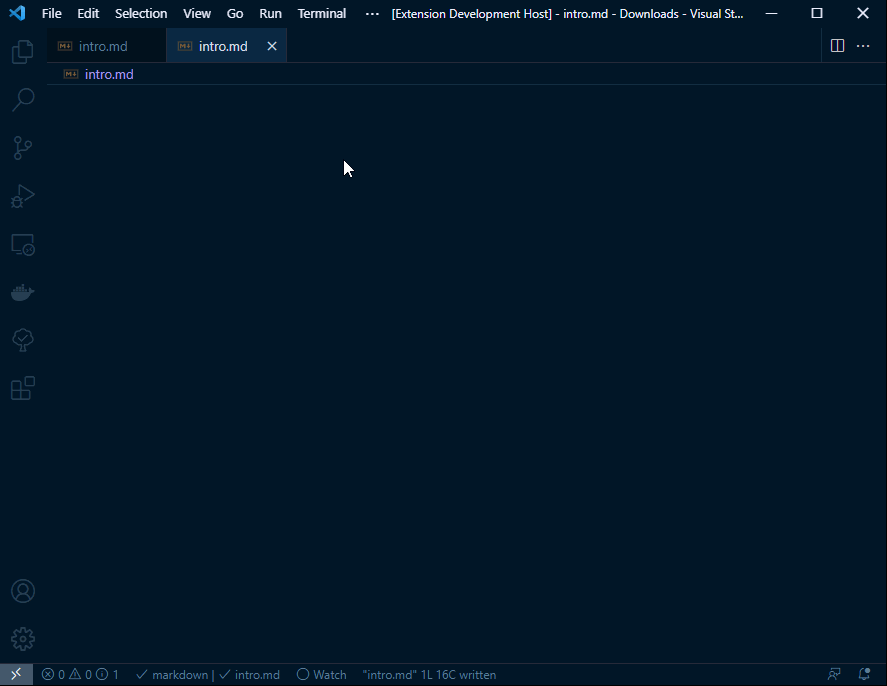 File Edit Selection View Go Run Terminal ··· [Extension Development Host] - intro.md - Downloads - Visual St...
intro.md intro.md
intro.md
0 0 1 markdown | intro.md Watch "intro.md" 1L 16C written